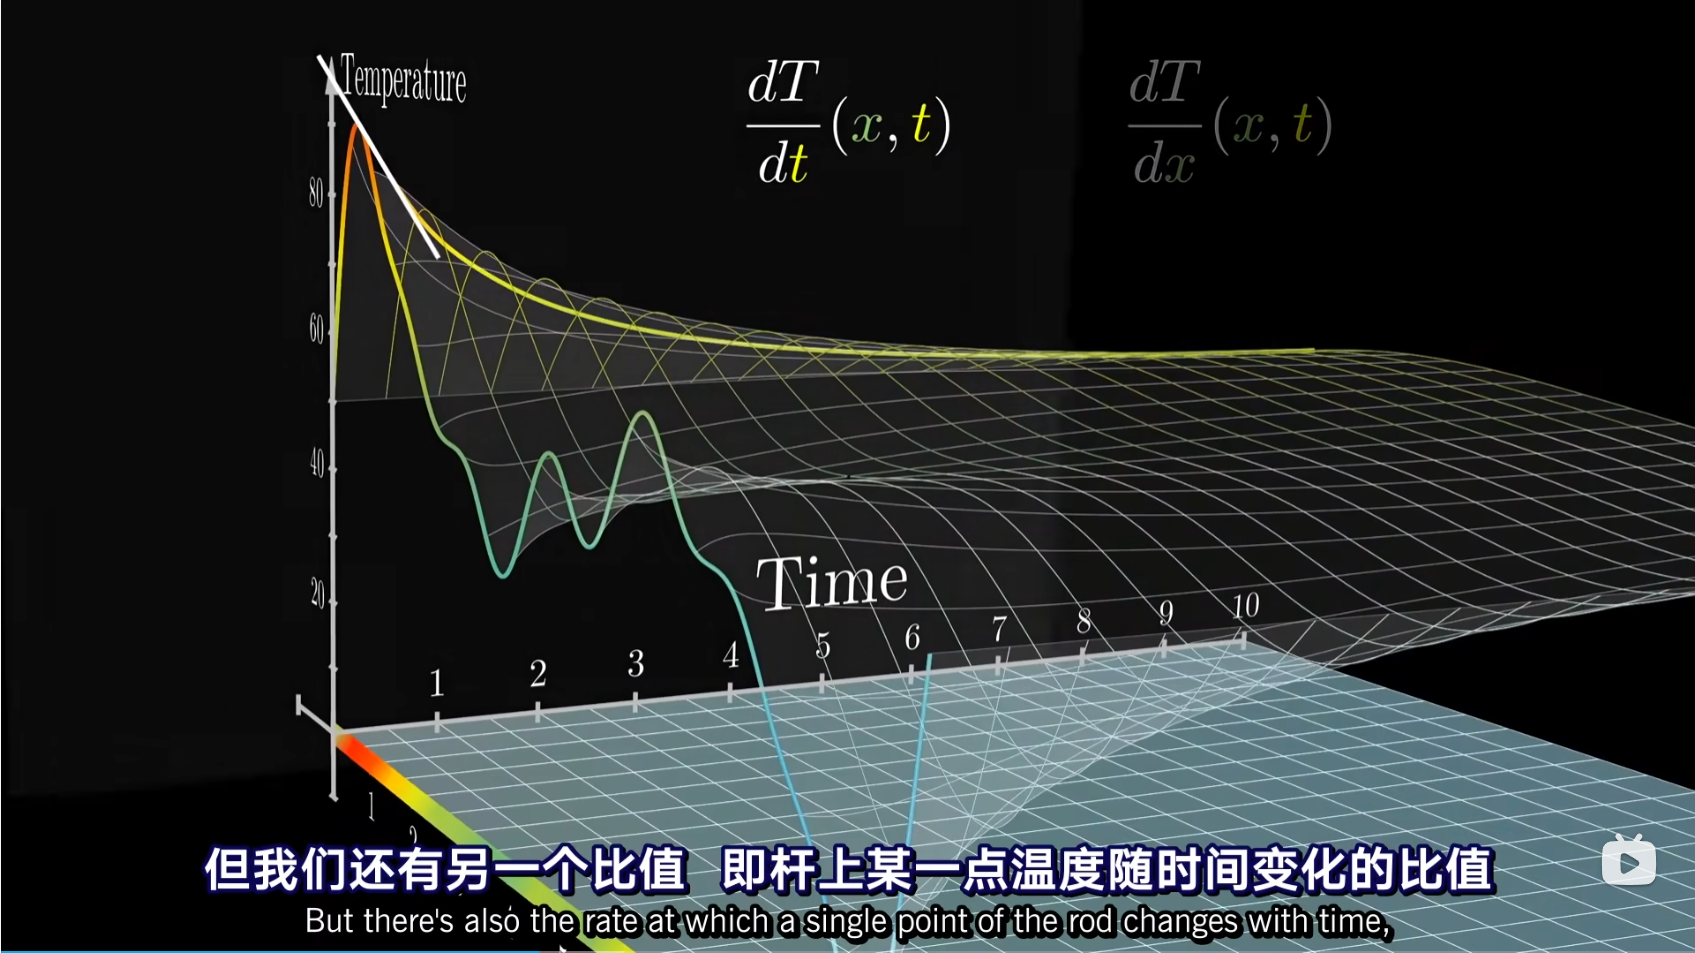 Temperature
dT/dt (x, t)
dT/dx (x, t)
80
60
40
20
Time
1 2 3 4 5 6 7 8 9 10
1
2
但我们还有另一个比值 即杆上某一点温度随时间变化的比值
But there's also the rate at which a single point of the rod changes with time,